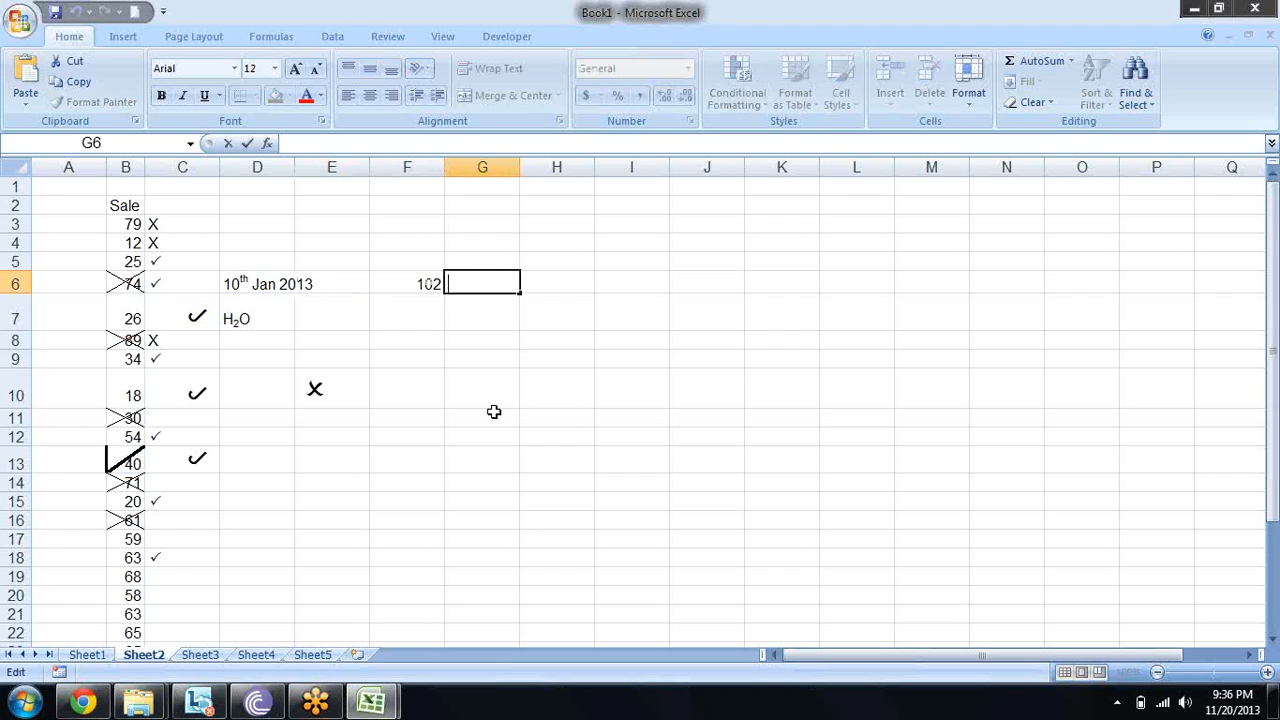 Book1 - Microsoft Excel
Home Insert Page Layout Formulas Data Review View Developer
Paste
Cut
Copy
Format Painter
Clipboard
Arial 12
B I U
Font
Wrap Text
Merge & Center
Alignment
General
$ % ,
Number
Conditional Formatting
Format as Table
Cell Styles
Styles
Insert
Delete
Format
Cells
AutoSum
Fill
Clear
Sort & Filter
Find & Select
Editing
G6
A B C D E F G H I J K L M N O P Q
1
2 Sale
3 79 X
4 12 X
5 25 ✓
6 74 ✓ 10th Jan 2013 102
7 26 ✓ H2O
8 89 X
9 34 ✓
10 18 ✓ X
11 30
12 54 ✓
13 40 ✓
14 71
15 20 ✓
16 61
17 59
18 63 ✓
19 68
20 58
21 63
22 65
Sheet1 Sheet2 Sheet3 Sheet4 Sheet5
Edit
9:36 PM
11/20/2013